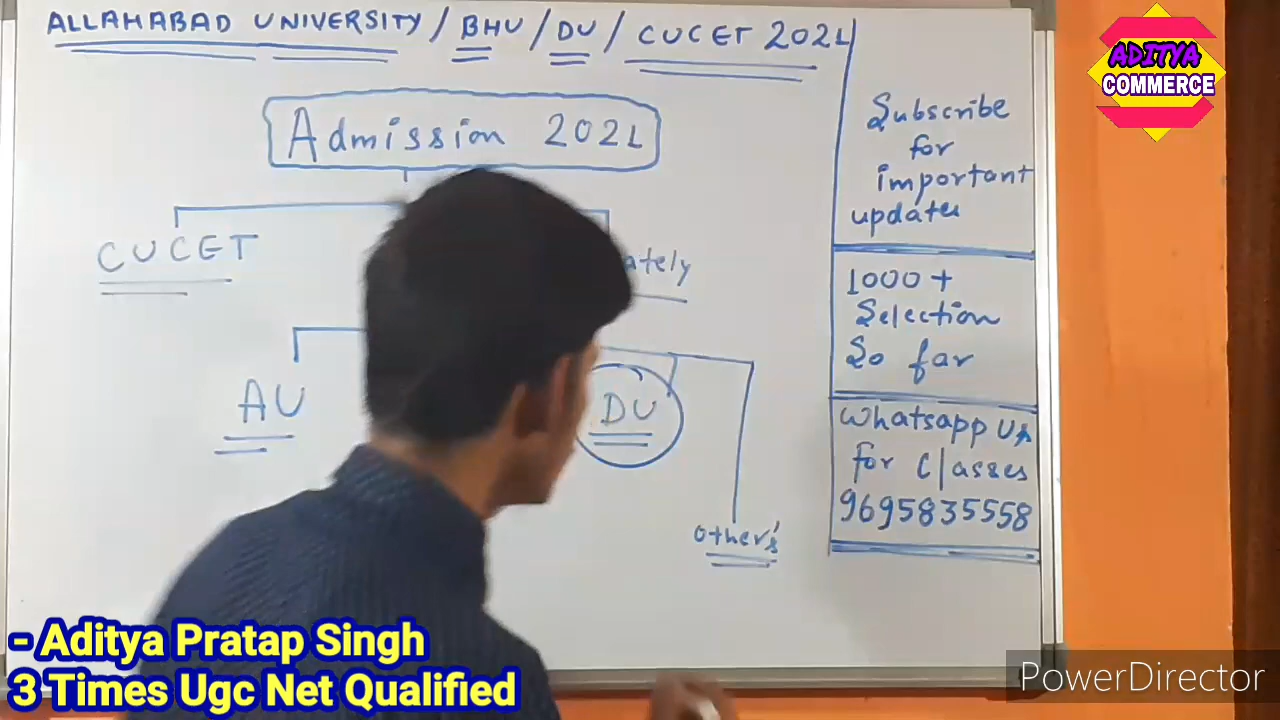 ALLAHABAD UNIVERSITY / BHU / DU / CUCET 2021
Admission 2021
CUCET
ately
AU
DU
Others'
Subscribe
for
important
updates
1000+
Selection
So far
Whatsapp Us
for Classes
9695835558
ADITYA
COMMERCE
- Aditya Pratap Singh
3 Times Ugc Net Qualified
PowerDirector